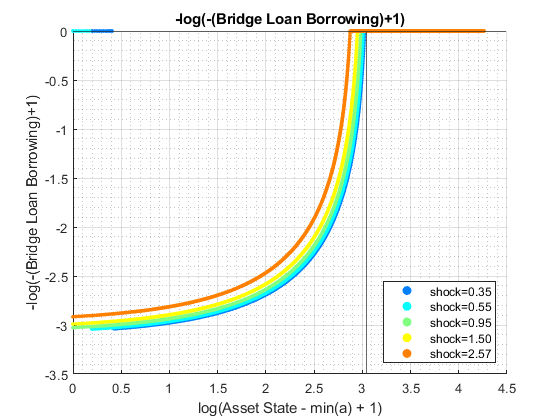 -log(-(Bridge Loan Borrowing)+1)
-log(-(Bridge Loan Borrowing)+1)
0
-0.5
-1
-1.5
-2
-2.5
-3
-3.5
0
0.5
1
1.5
2
2.5
3
3.5
4
4.5
log(Asset State - min(a) + 1)
shock=0.35
shock=0.55
shock=0.95
shock=1.50
shock=2.57